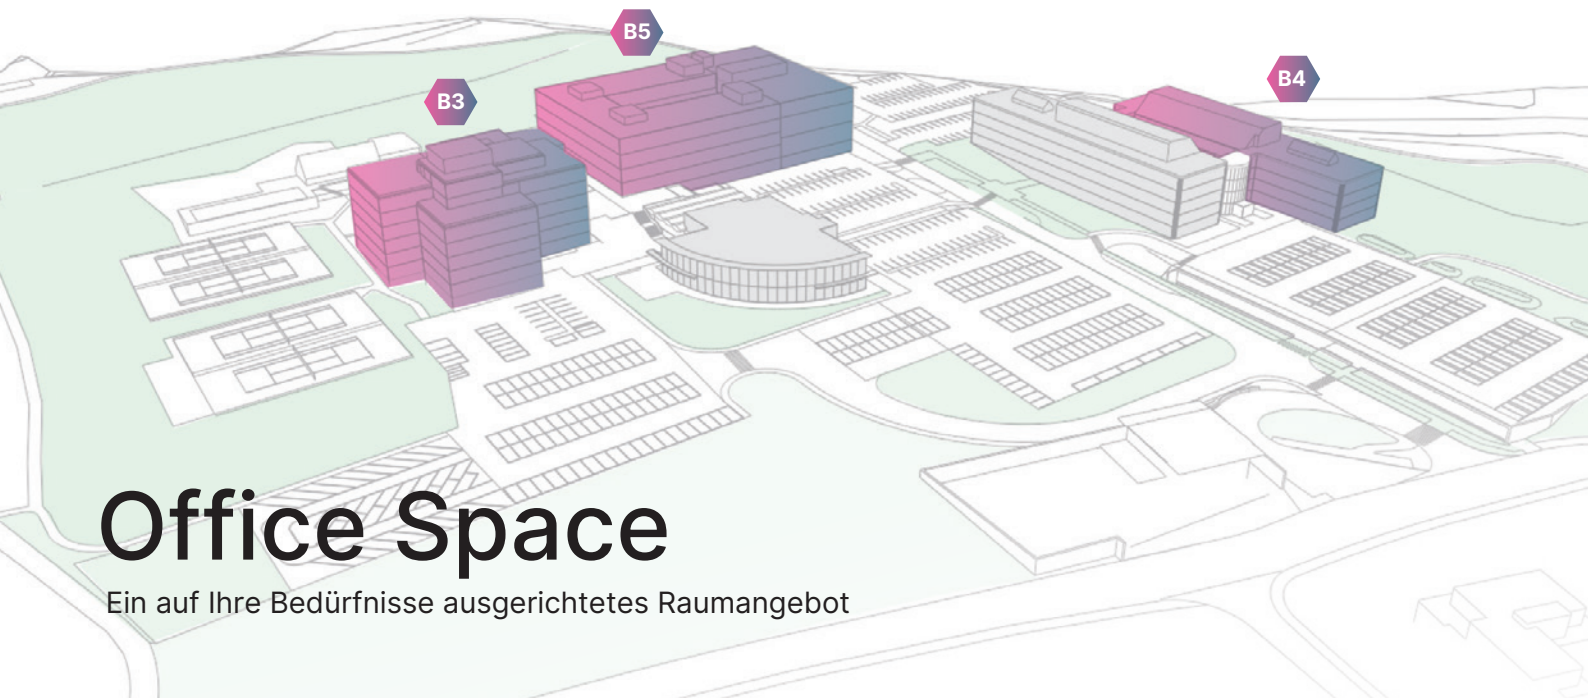 B5
B4
B3
Office Space
Ein auf Ihre Bedürfnisse ausgerichtetes Raumangebot